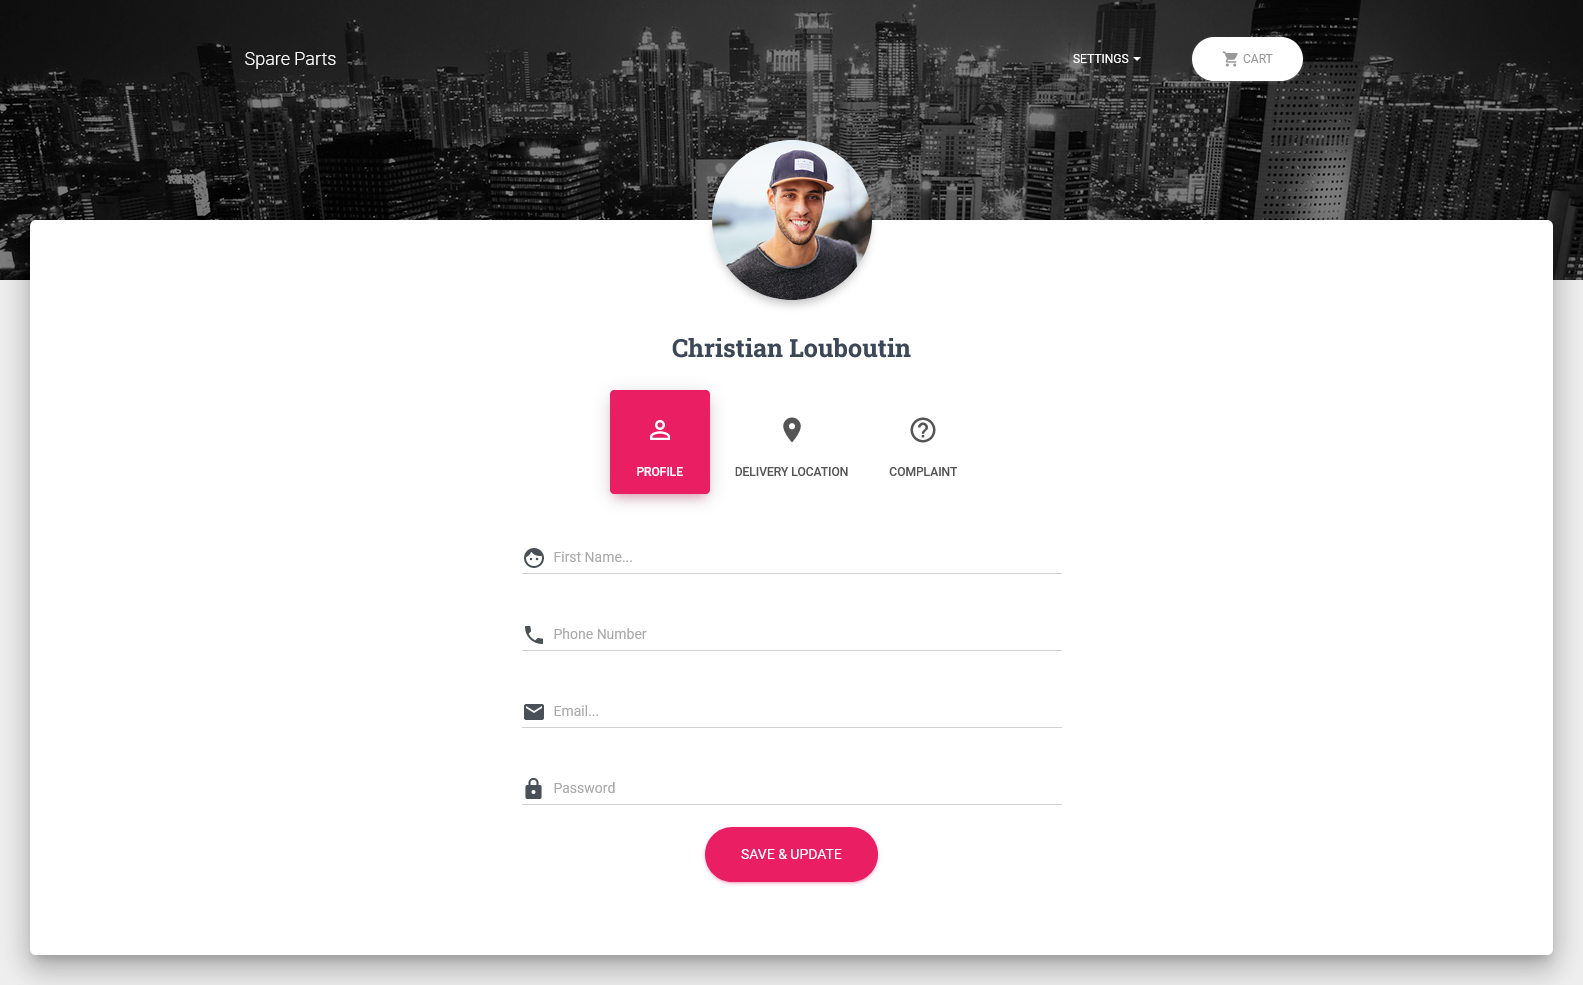 Spare Parts
SETTINGS
CART
Christian Louboutin
PROFILE
DELIVERY LOCATION
COMPLAINT
First Name...
Phone Number
Email...
Password
SAVE & UPDATE